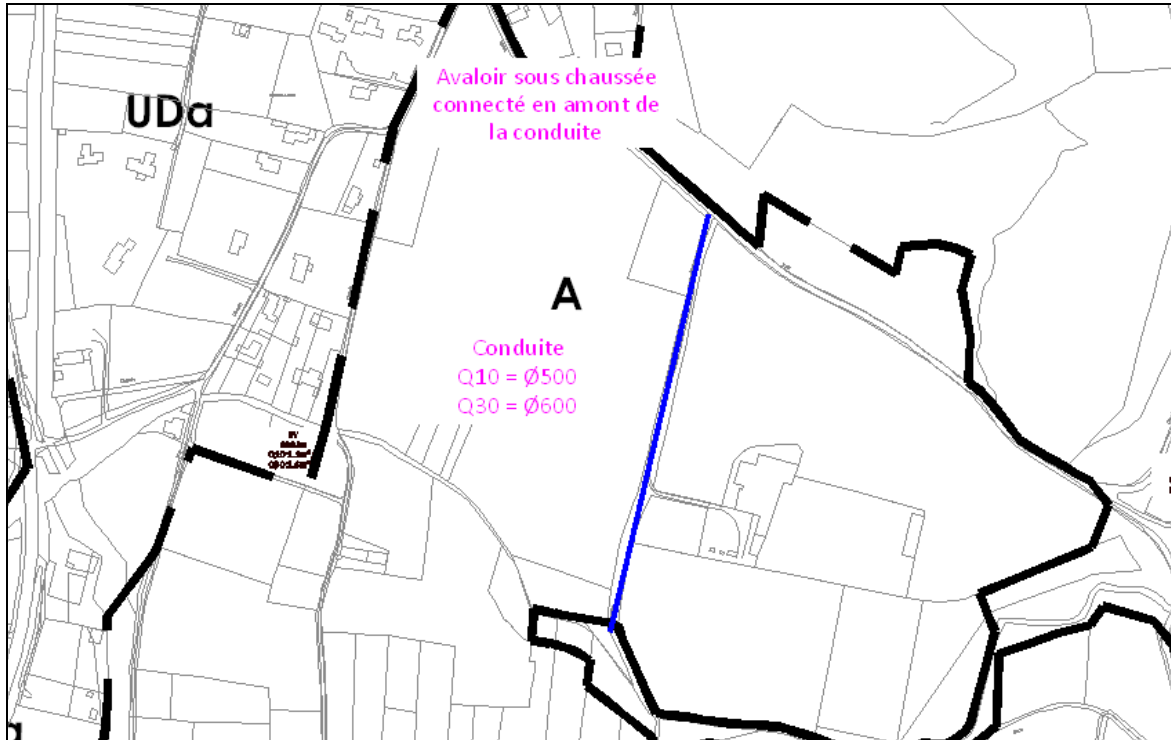 Avaloir sous chaussée
connecté en amont de
la conduite
UDa
A
Conduite
Q10 = Ø500
Q30 = Ø600